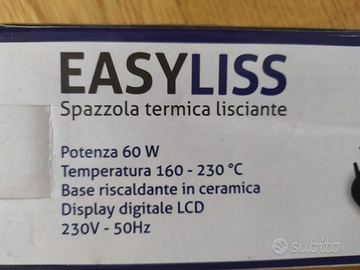 EASYLISS
Spazzola termica lisciante
Potenza 60 W
Temperatura 160 - 230 °C
Base riscaldante in ceramica
Display digitale LCD
230V - 50Hz
subito